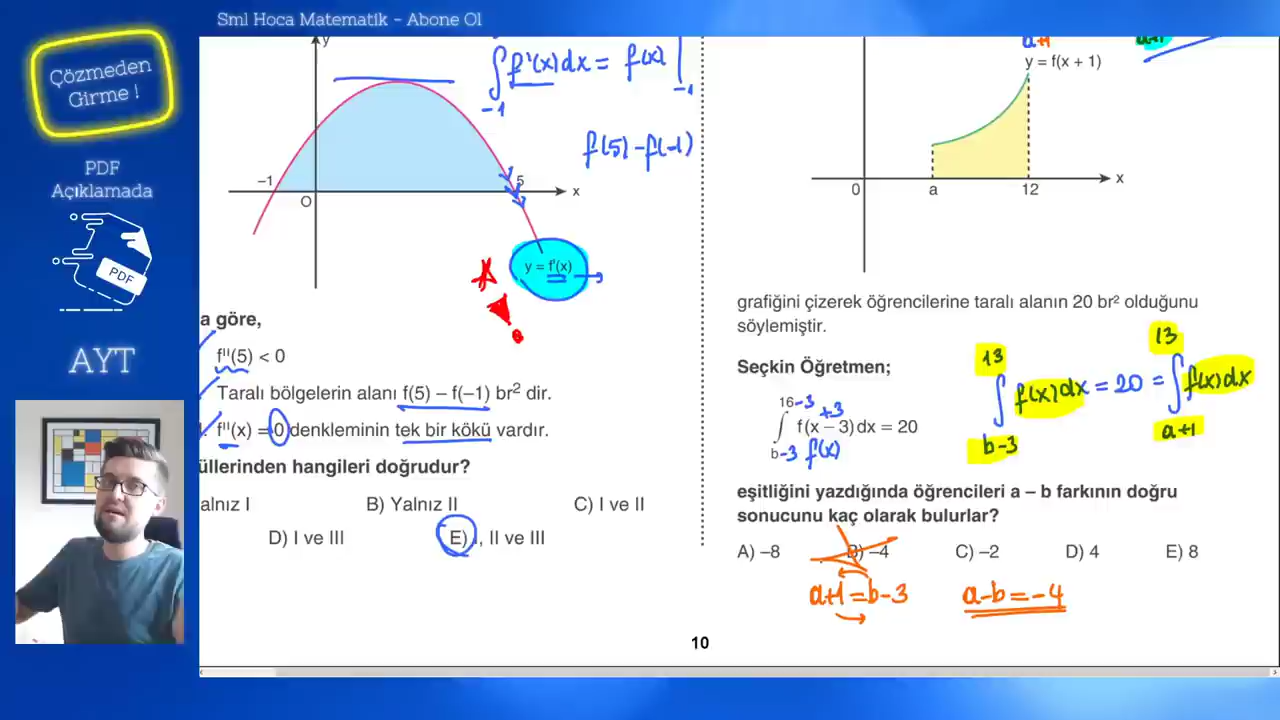 Sml Hoca Matematik - Abone Ol
Çözmeden
Girme !
PDF
Açıklamada
PDF
AYT
y
∫ f'(x)dx = f(x) |
-1
-1
f(5)-f(-1)
-1
5
x
O
y = f'(x)
a göre,
f''(5) < 0
Taralı bölgelerin alanı f(5) – f(–1) br² dir.
f''(x) = 0 denkleminin tek bir kökü vardır.
üllerinden hangileri doğrudur?
alnız I
B) Yalnız II
C) I ve II
D) I ve III
E) I, II ve III
a+1
y = f(x + 1)
0
a
12
x
grafiğini çizerek öğrencilerine taralı alanın 20 br² olduğunu
söylemiştir.
Seçkin Öğretmen;
16-3
+3
∫ f(x – 3) dx = 20
b-3
f(x)
13
13
∫ f(x)dx = 20 = ∫ f(x)dx
b-3
a+1
eşitliğini yazdığında öğrencileri a – b farkının doğru
sonucunu kaç olarak bulurlar?
A) –8
B) –4
C) –2
D) 4
E) 8
a+1=b-3
a-b=-4
10